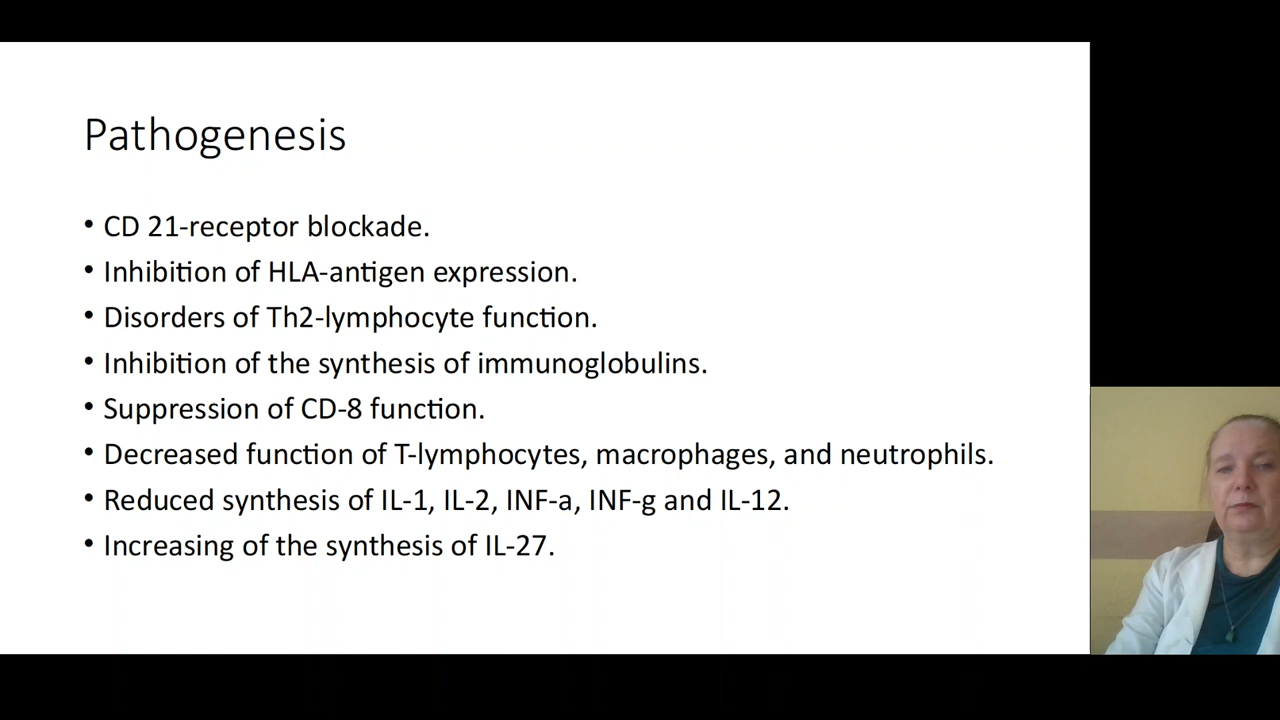 Pathogenesis
• CD 21-receptor blockade.
• Inhibition of HLA-antigen expression.
• Disorders of Th2-lymphocyte function.
• Inhibition of the synthesis of immunoglobulins.
• Suppression of CD-8 function.
• Decreased function of T-lymphocytes, macrophages, and neutrophils.
• Reduced synthesis of IL-1, IL-2, INF-a, INF-g and IL-12.
• Increasing of the synthesis of IL-27.